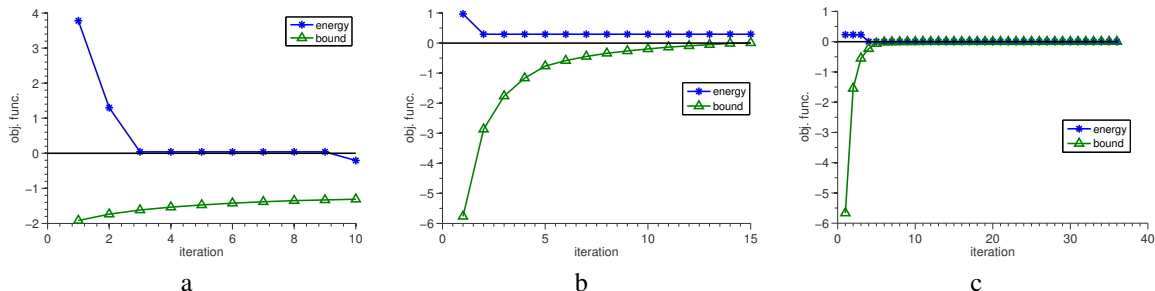 4
3
2
1
0
−1
−2
obj. func.
0 2 4 6 8 10
iteration
energy
bound
a
1
0
−1
−2
−3
−4
−5
−6
obj. func.
0 5 10 15
iteration
energy
bound
b
1
0
−1
−2
−3
−4
−5
−6
obj. func.
0 10 20 30 40
iteration
energy
bound
c